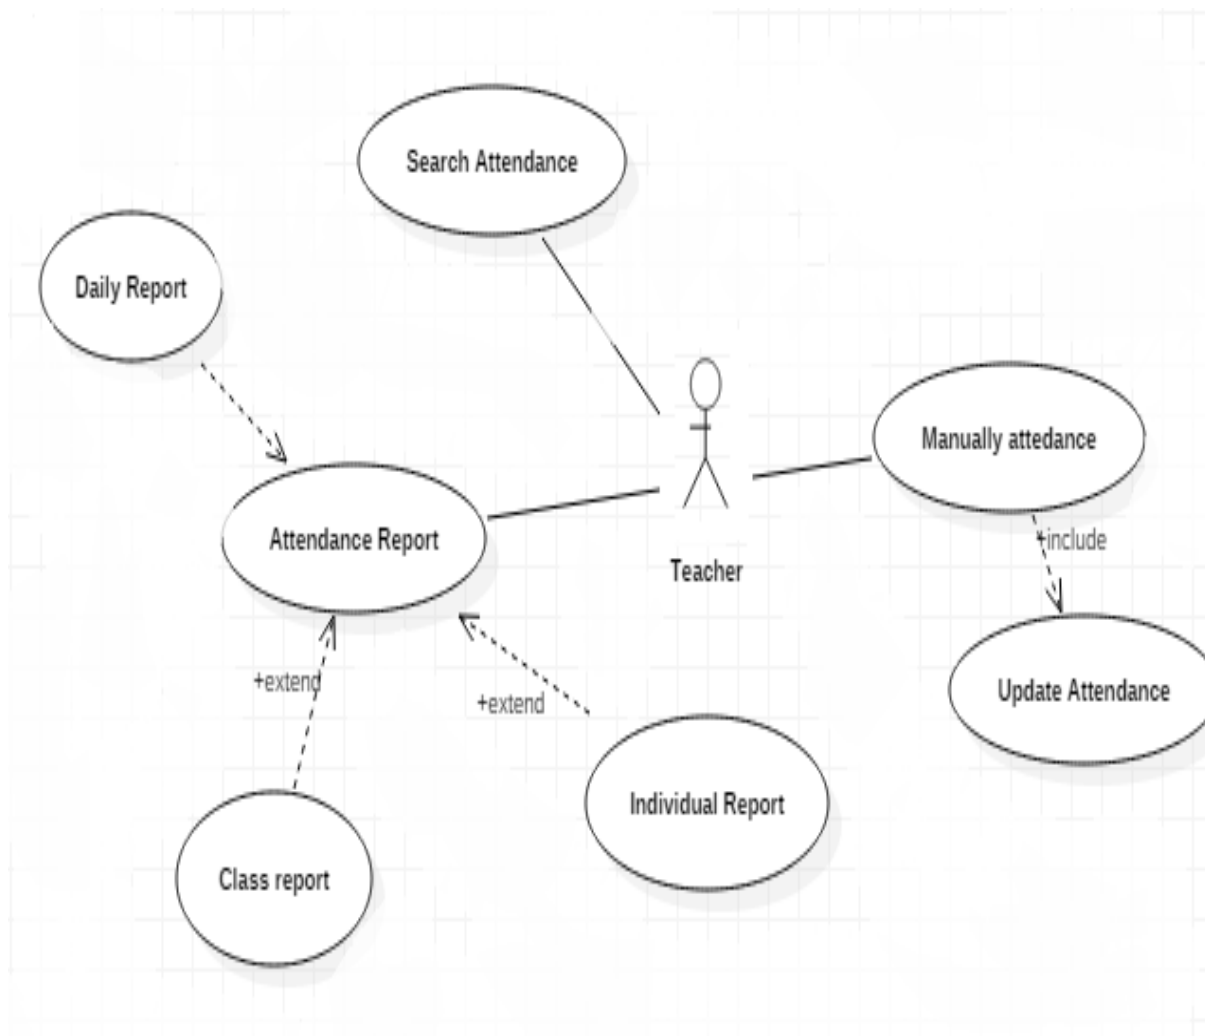 Search Attendance
Daily Report
Manually attedance
Attendance Report
+include
Teacher
+extend
+extend
Update Attendance
Individual Report
Class report